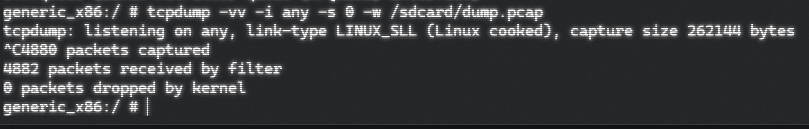 generic_x86:/ # tcpdump -vv -i any -s 0 -w /sdcard/dump.pcap
tcpdump: listening on any, link-type LINUX_SLL (Linux cooked), capture size 262144 bytes
^C4880 packets captured
4882 packets received by filter
0 packets dropped by kernel
generic_x86:/ #